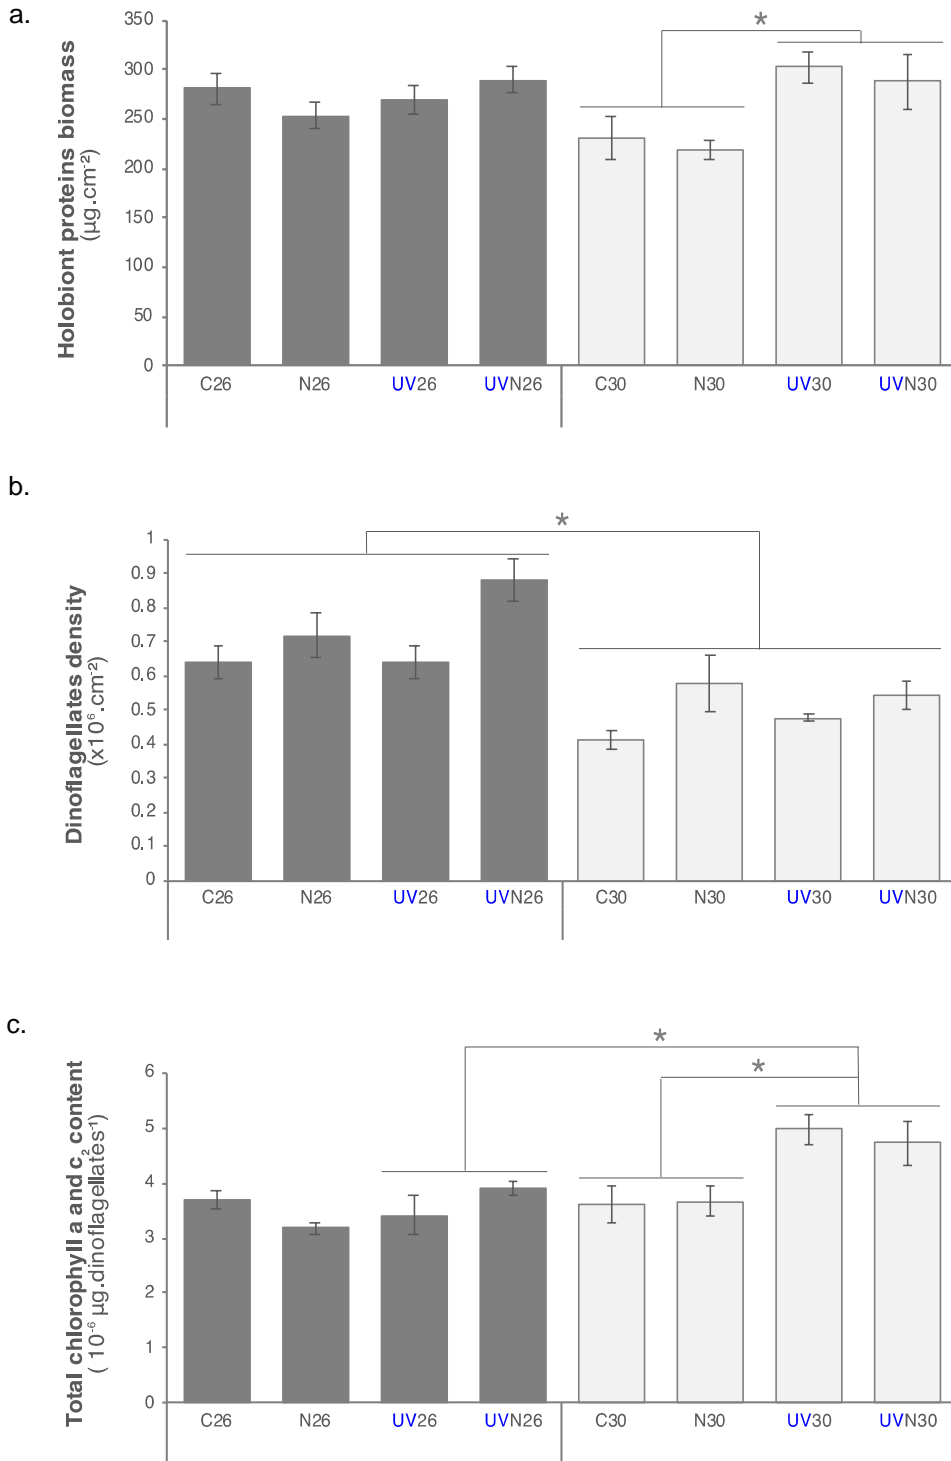 a.
Holobiont proteins biomass
(µg.cm⁻²)
350
300
250
200
150
100
50
0
*
C26 N26 UV26 UVN26 C30 N30 UV30 UVN30
b.
Dinoflagellates density
(x10⁶.cm⁻²)
1
0.9
0.8
0.7
0.6
0.5
0.4
0.3
0.2
0.1
0
*
C26 N26 UV26 UVN26 C30 N30 UV30 UVN30
c.
Total chlorophyll a and c₂ content
( 10⁻⁶ µg.dinoflagellates⁻¹)
6
5
4
3
2
1
0
*
*
C26 N26 UV26 UVN26 C30 N30 UV30 UVN30